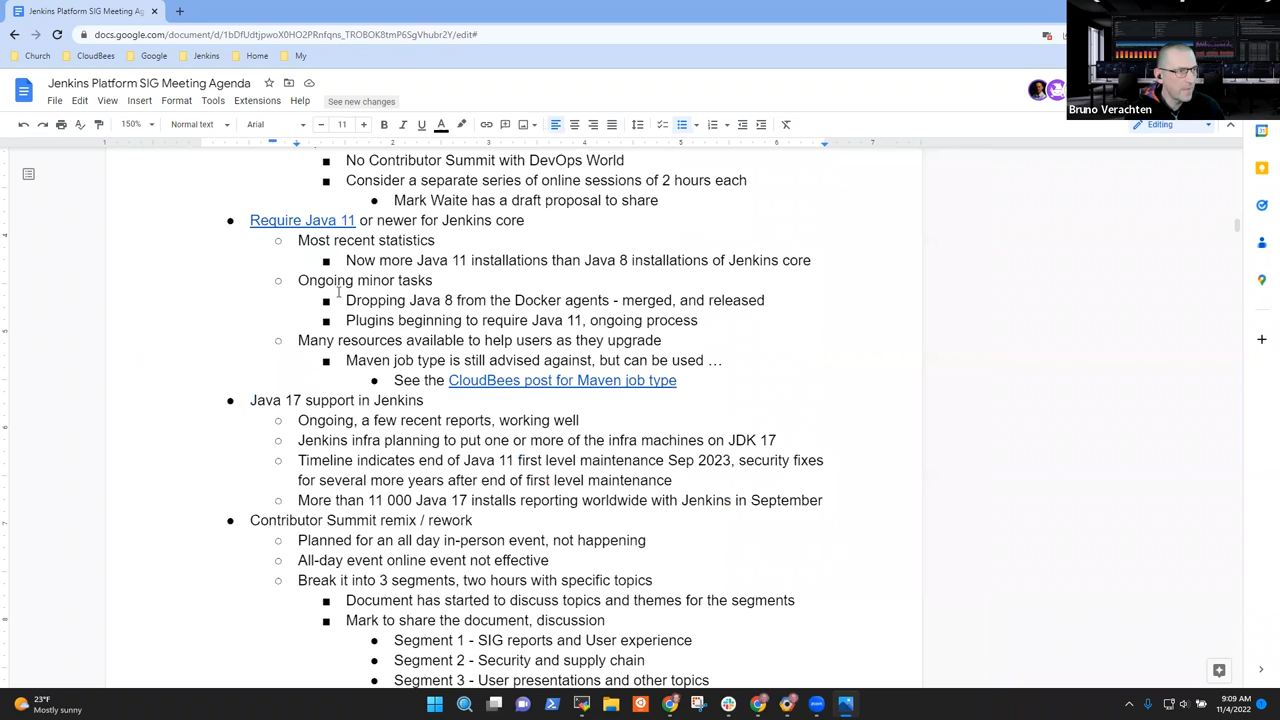 Jenkins Platform SIG Meeting Ag
docs.google.com/document/d/1bDfUdtjpwoX0HO2PRnfqns_TROBOK8tmP6Sg1VnDI1c/edit#
Church
CloudBees
Google
Jenkins
Home
My
Jenkins Platform SIG Meeting Agenda
File Edit View Insert Format Tools Extensions Help
See new changes
150%
Normal text
Arial
11
Editing
Bruno Verachten
No Contributor Summit with DevOps World
Consider a separate series of online sessions of 2 hours each
Mark Waite has a draft proposal to share
Require Java 11 or newer for Jenkins core
Most recent statistics
Now more Java 11 installations than Java 8 installations of Jenkins core
Ongoing minor tasks
Dropping Java 8 from the Docker agents - merged, and released
Plugins beginning to require Java 11, ongoing process
Many resources available to help users as they upgrade
Maven job type is still advised against, but can be used …
See the CloudBees post for Maven job type
Java 17 support in Jenkins
Ongoing, a few recent reports, working well
Jenkins infra planning to put one or more of the infra machines on JDK 17
Timeline indicates end of Java 11 first level maintenance Sep 2023, security fixes
for several more years after end of first level maintenance
More than 11 000 Java 17 installs reporting worldwide with Jenkins in September
Contributor Summit remix / rework
Planned for an all day in-person event, not happening
All-day event online event not effective
Break it into 3 segments, two hours with specific topics
Document has started to discuss topics and themes for the segments
Mark to share the document, discussion
Segment 1 - SIG reports and User experience
Segment 2 - Security and supply chain
Segment 3 - User presentations and other topics
23°F
Mostly sunny
9:09 AM
11/4/2022